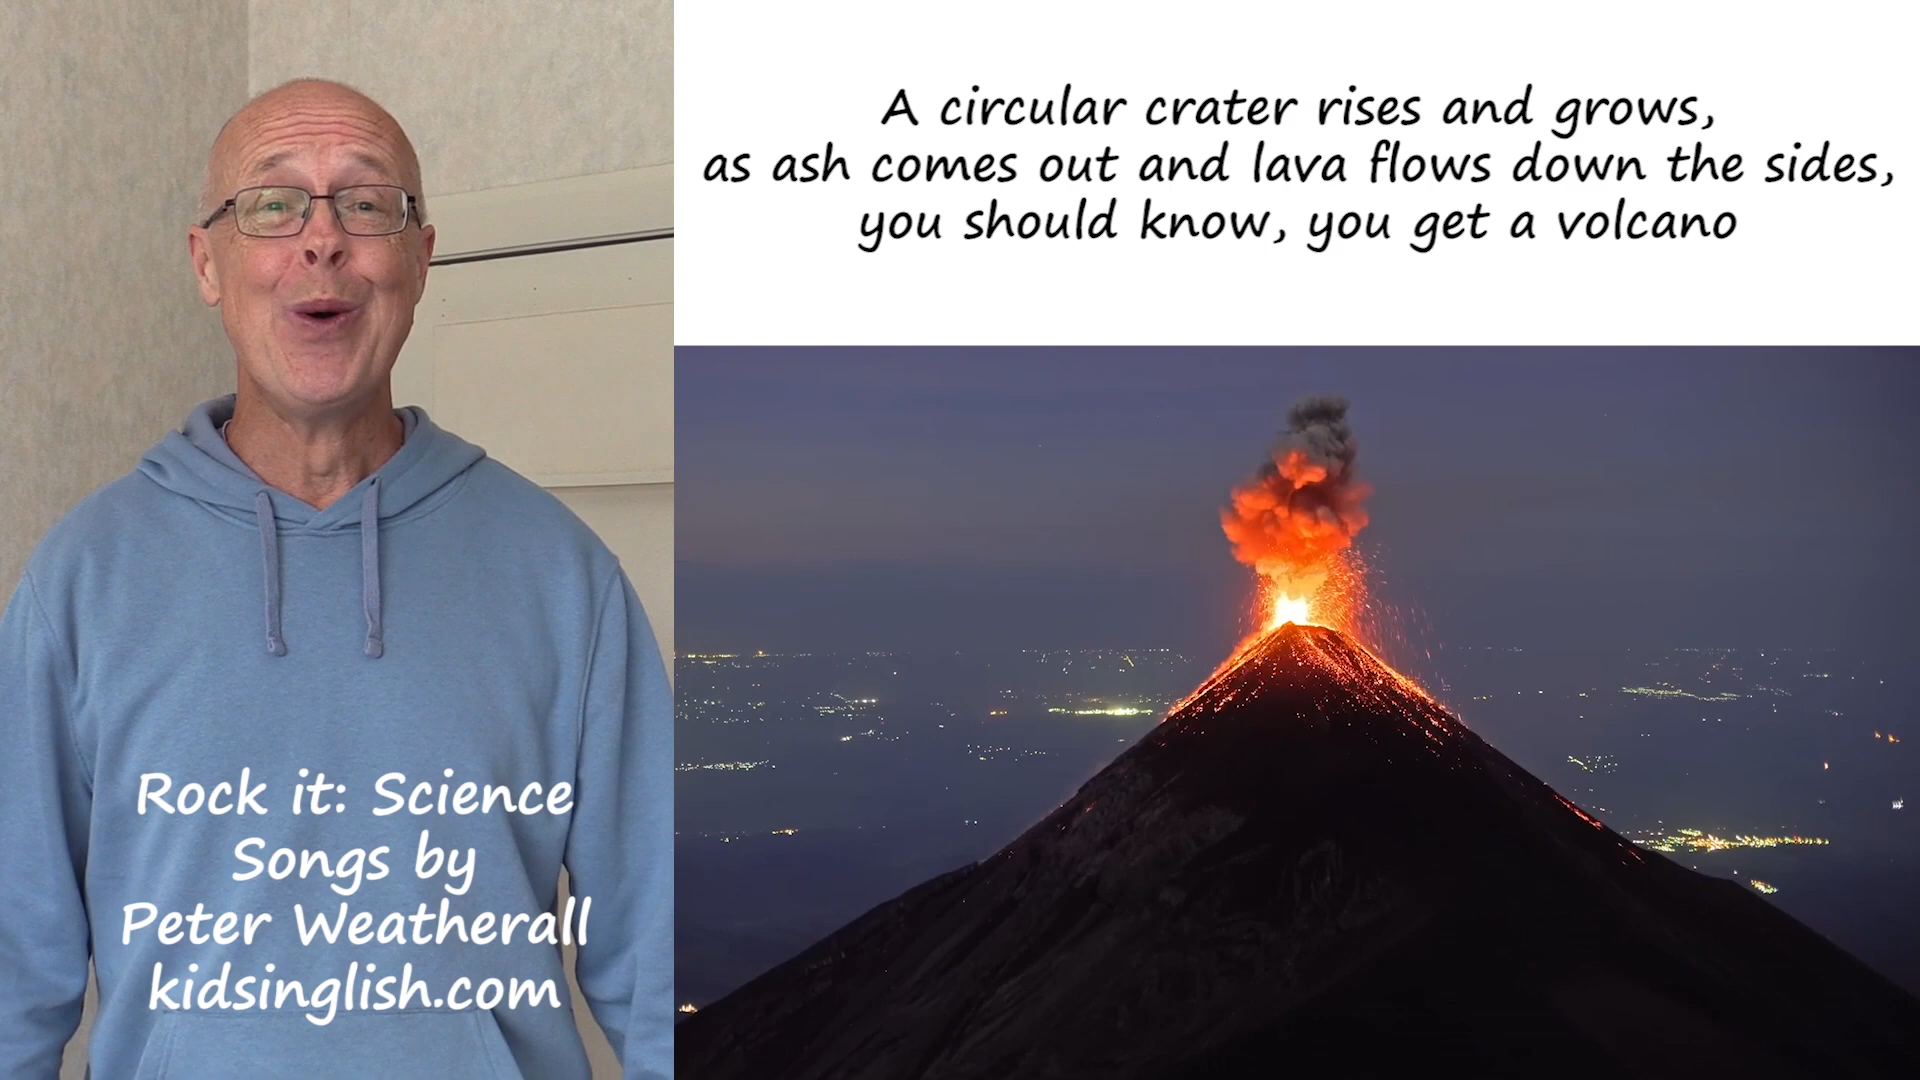 A circular crater rises and grows,
as ash comes out and lava flows down the sides,
you should know, you get a volcano
Rock it: Science
Songs by
Peter Weatherall
kidsinglish.com